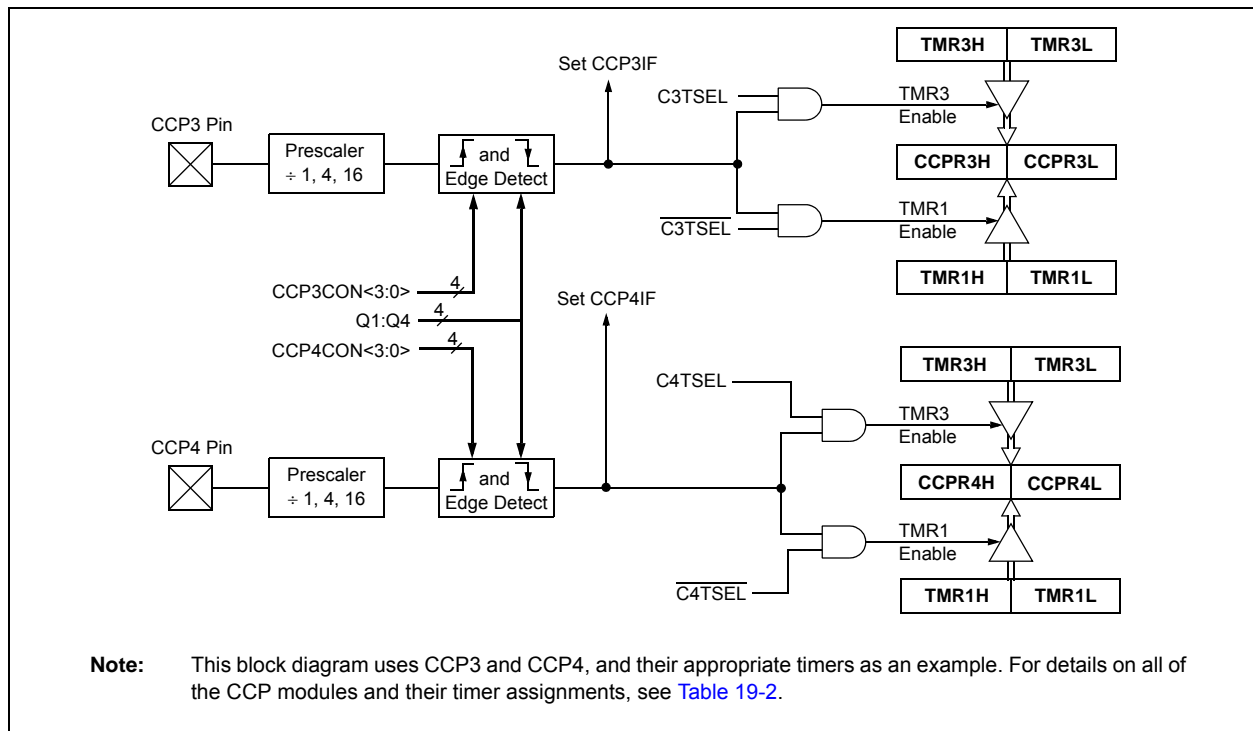 TMR3H TMR3L
Set CCP3IF
C3TSEL
TMR3
Enable
CCP3 Pin
Prescaler
÷ 1, 4, 16
and
Edge Detect
CCPR3H CCPR3L
C3TSEL
TMR1
Enable
TMR1H TMR1L
CCP3CON<3:0> 4
Q1:Q4 4
CCP4CON<3:0> 4
Set CCP4IF
TMR3H TMR3L
C4TSEL
TMR3
Enable
CCP4 Pin
Prescaler
÷ 1, 4, 16
and
Edge Detect
CCPR4H CCPR4L
TMR1
Enable
C4TSEL
TMR1H TMR1L
Note: This block diagram uses CCP3 and CCP4, and their appropriate timers as an example. For details on all of
the CCP modules and their timer assignments, see Table 19-2.